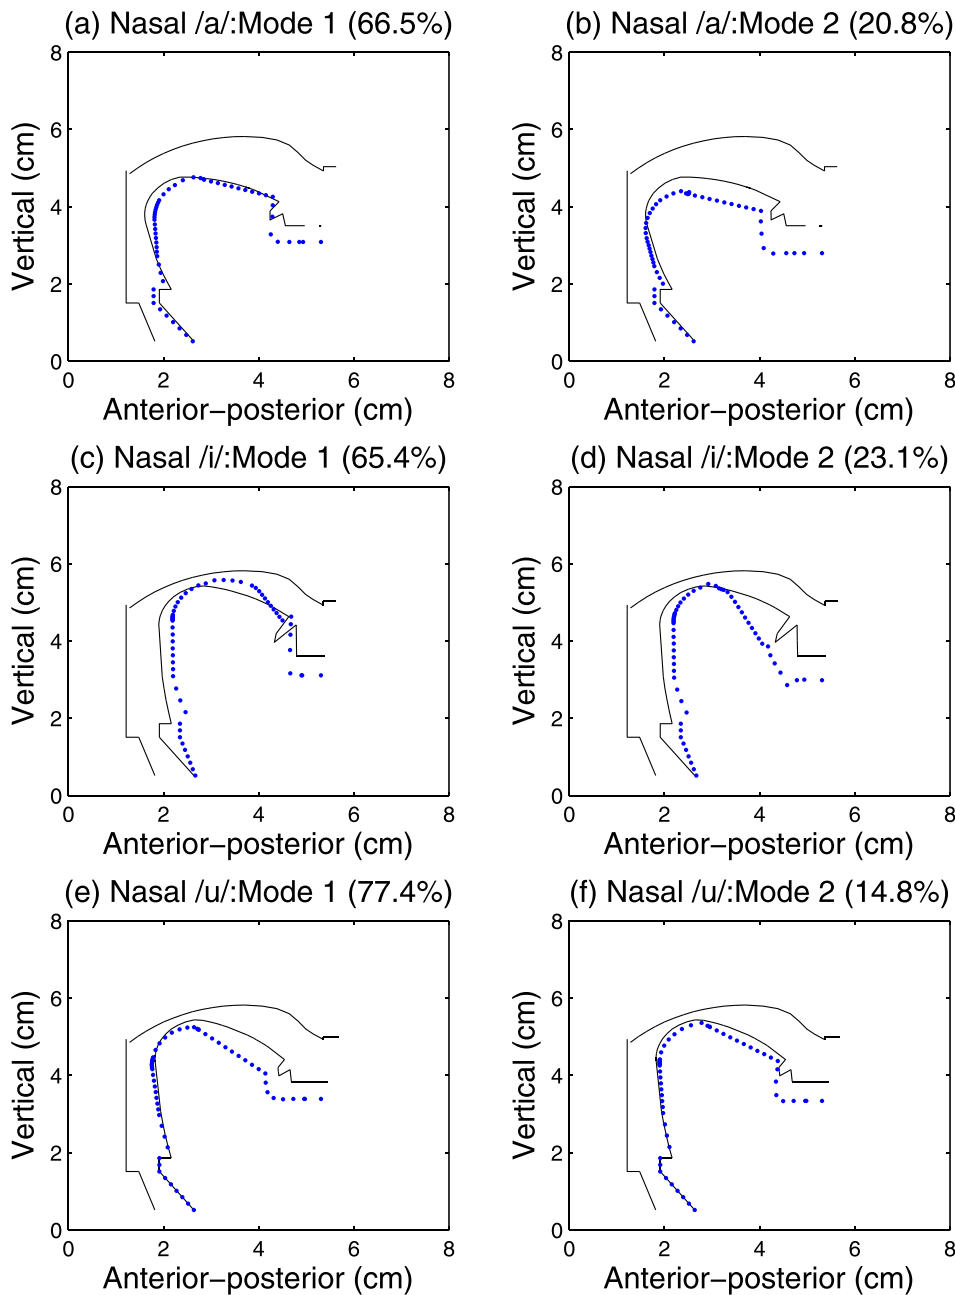 (a) Nasal /a/:Mode 1 (66.5%)
(b) Nasal /a/:Mode 2 (20.8%)
8
6
4
2
0
Vertical (cm)
0 2 4 6 8
Anterior−posterior (cm)
8
6
4
2
0
Vertical (cm)
0 2 4 6 8
Anterior−posterior (cm)
(c) Nasal /i/:Mode 1 (65.4%)
(d) Nasal /i/:Mode 2 (23.1%)
8
6
4
2
0
Vertical (cm)
0 2 4 6 8
Anterior−posterior (cm)
8
6
4
2
0
Vertical (cm)
0 2 4 6 8
Anterior−posterior (cm)
(e) Nasal /u/:Mode 1 (77.4%)
(f) Nasal /u/:Mode 2 (14.8%)
8
6
4
2
0
Vertical (cm)
0 2 4 6 8
Anterior−posterior (cm)
8
6
4
2
0
Vertical (cm)
0 2 4 6 8
Anterior−posterior (cm)